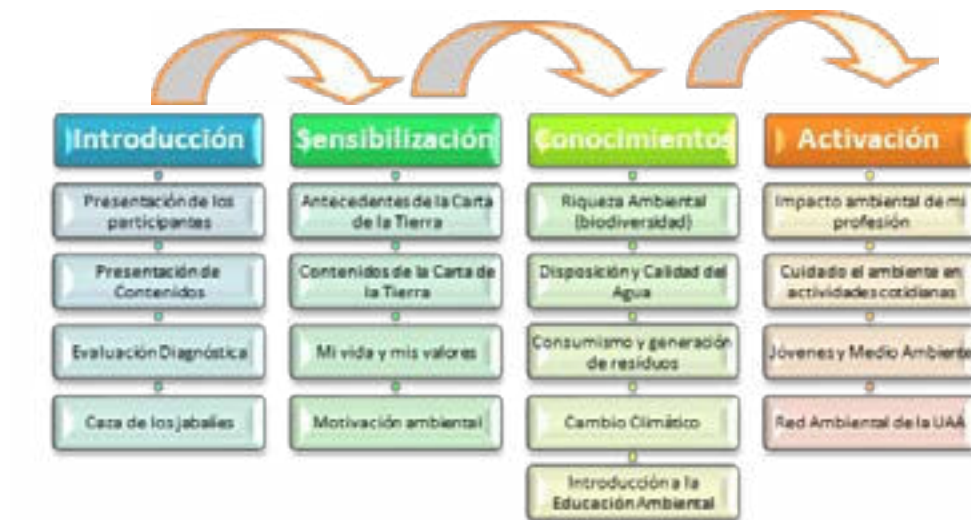 Introducción
Presentación de los
participantes
Presentación de
Contenidos
Evaluación Diagnóstica
Caza de los jabalíes
Sensibilización
Antecedentes de la Carta
de la Tierra
Contenidos de la Carta de
la Tierra
Mi vida y mis valores
Motivación ambiental
Conocimientos
Riqueza Ambiental
(biodiversidad)
Disposición y Calidad del
Agua
Consumismo y generación
de residuos
Cambio Climático
Introducción a la
Educación Ambiental
Activación
Impacto ambiental de mi
profesión
Cuidado el ambiente en
actividades cotidianas
Jóvenes y Medio Ambiente
Red Ambiental de la UAA